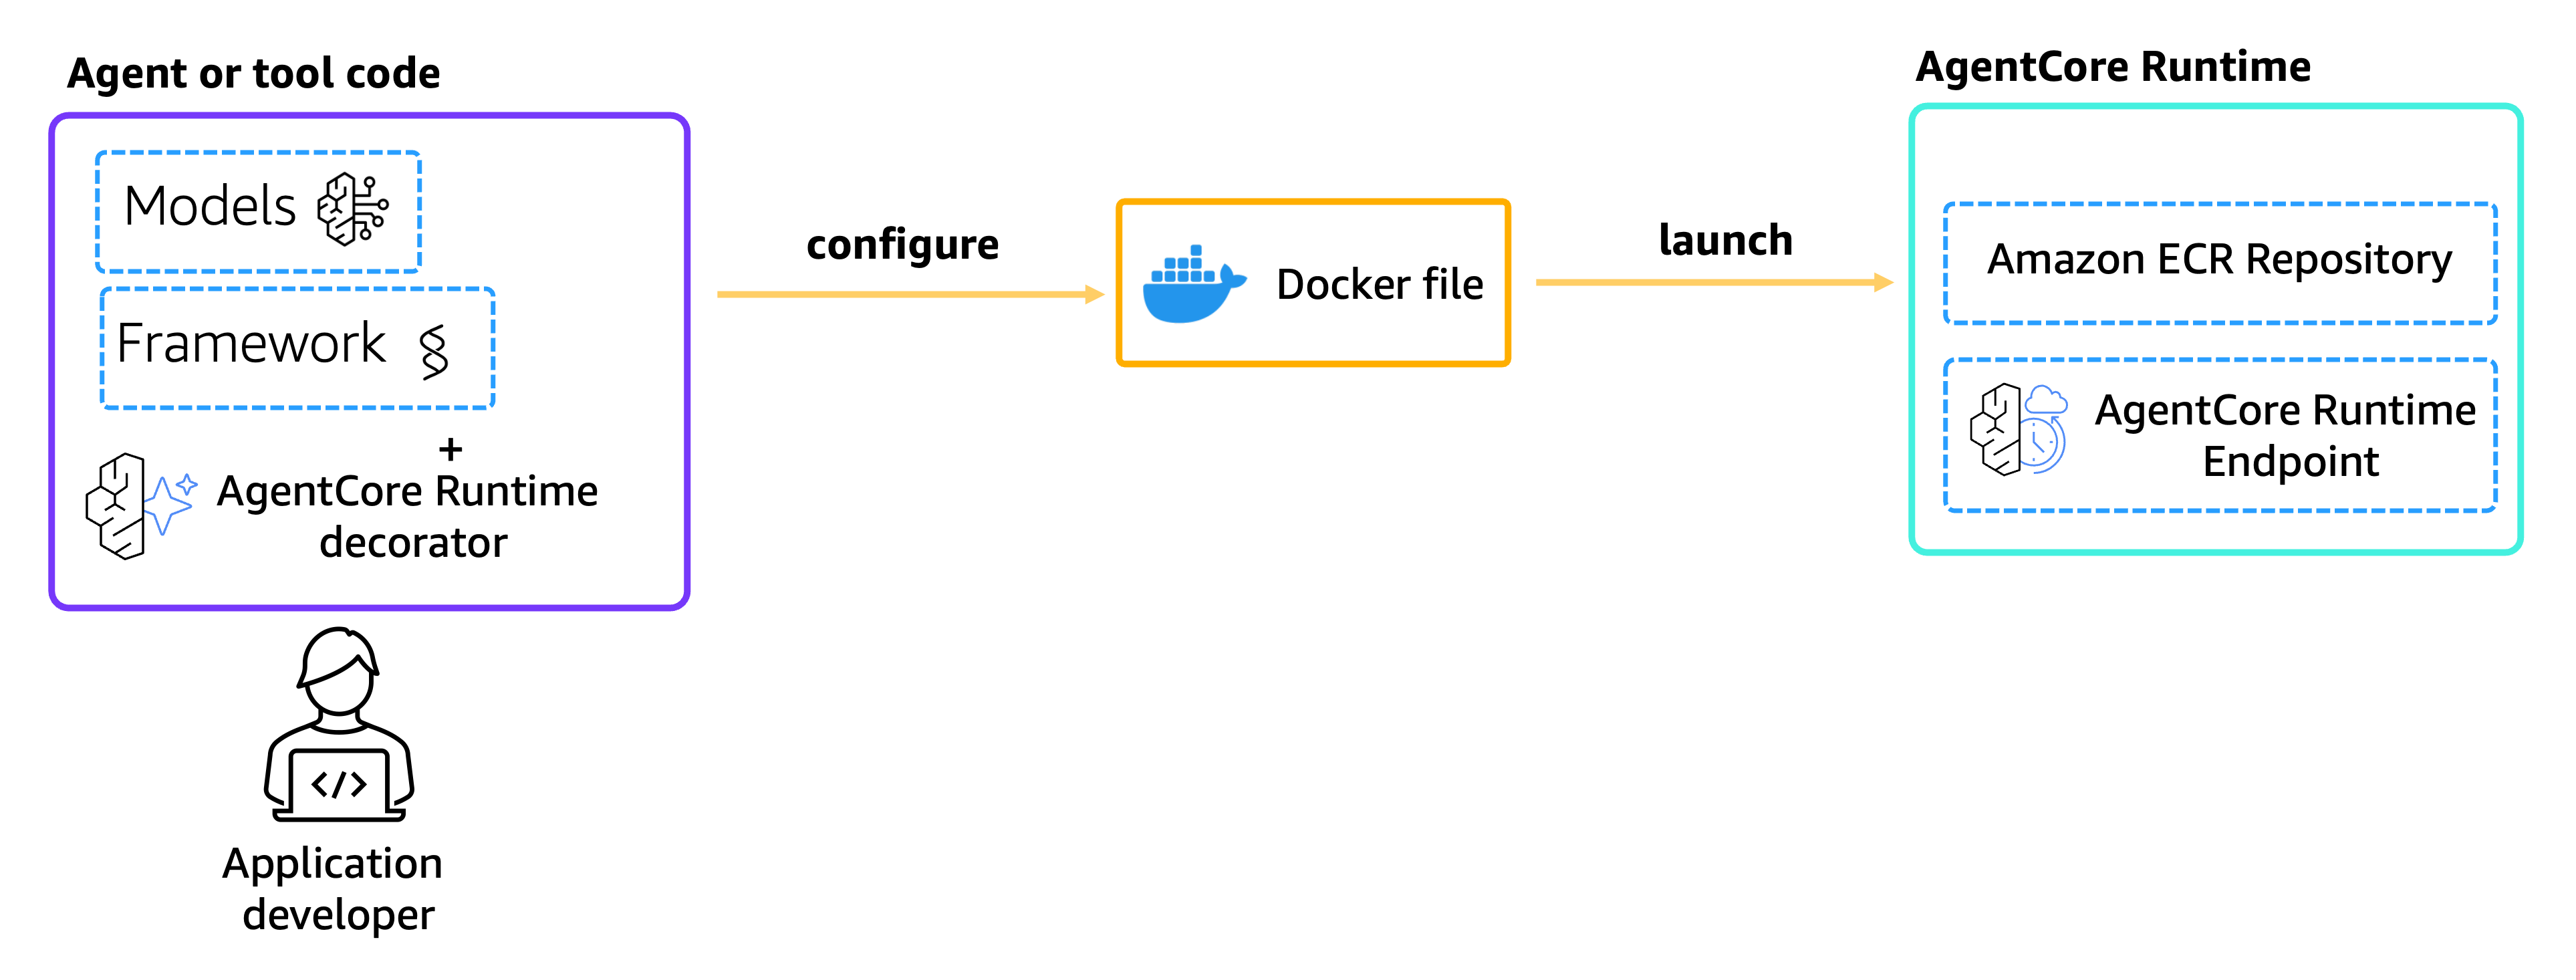 Agent or tool code
Models
Framework
+
AgentCore Runtime
decorator
</>
Application
developer
configure
Docker file
launch
AgentCore Runtime
Amazon ECR Repository
AgentCore Runtime
Endpoint